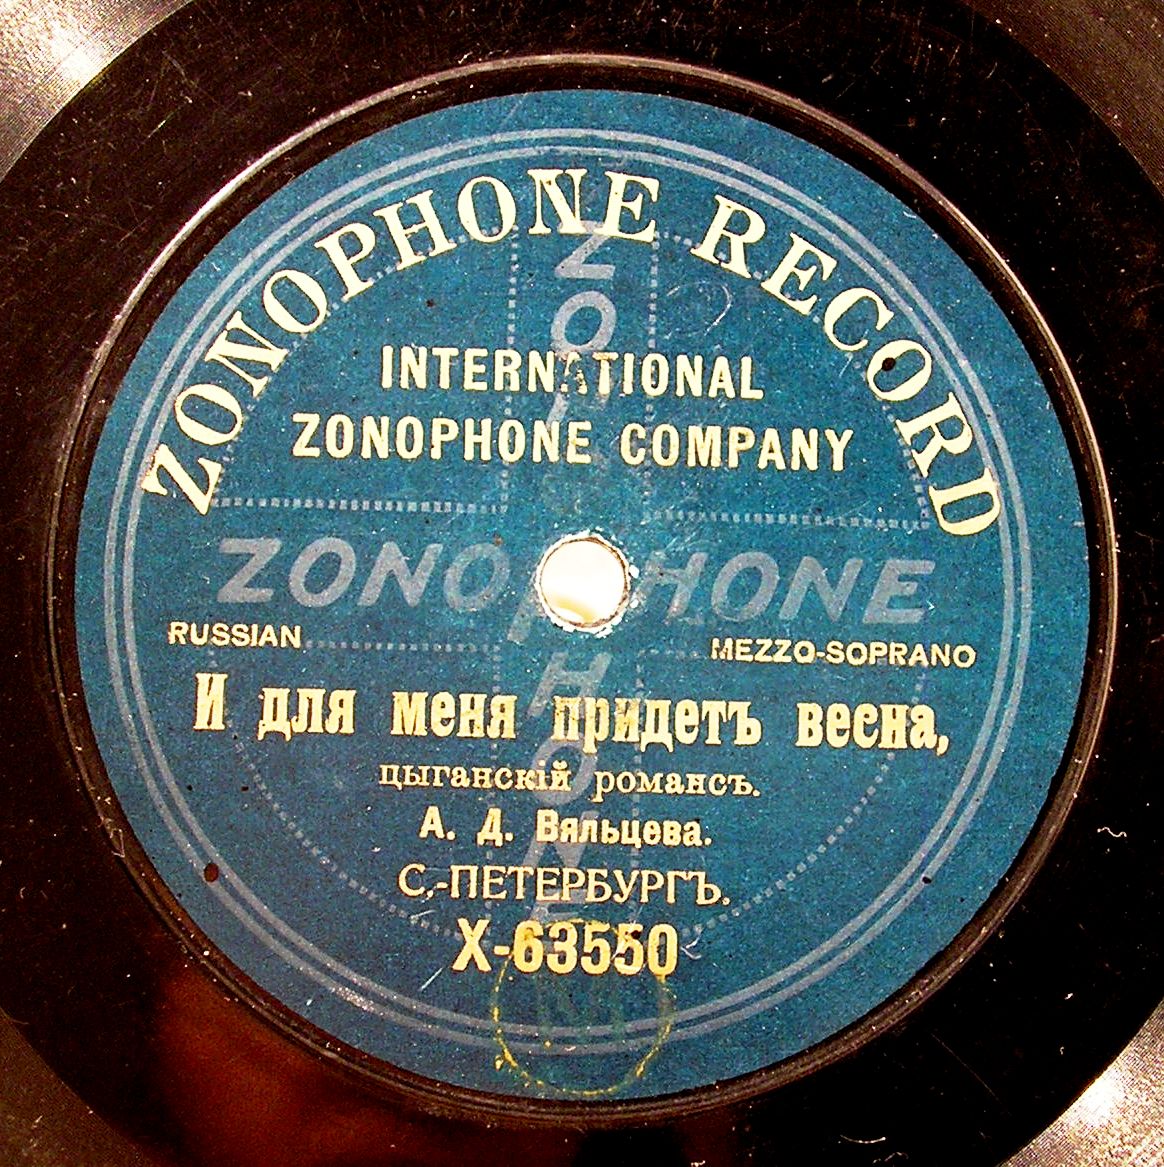 ZONOPHONE RECORD
INTERNATIONAL
ZONOPHONE COMPANY
ZONOPHONE
ZONOPHONE
RUSSIAN
MEZZO-SOPRANO
И для меня придетъ весна,
цыганскій романсъ.
А. Д. Вяльцева.
С.-ПЕТЕРБУРГЪ.
X-63550